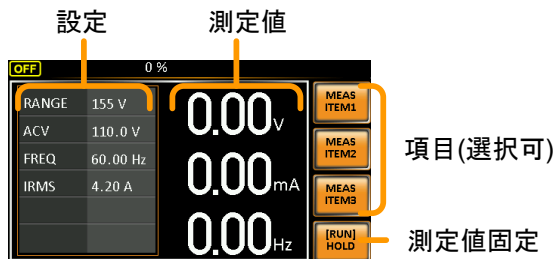 設定 測定値
OFF 0 %
RANGE 155 V
ACV 110.0 V
FREQ 60.00 Hz
IRMS 4.20 A
0.00V
0.00mA
0.00Hz
MEAS
ITEM1
MEAS
ITEM2
MEAS
ITEM3
[RUN]
HOLD
項目(選択可)
測定値固定